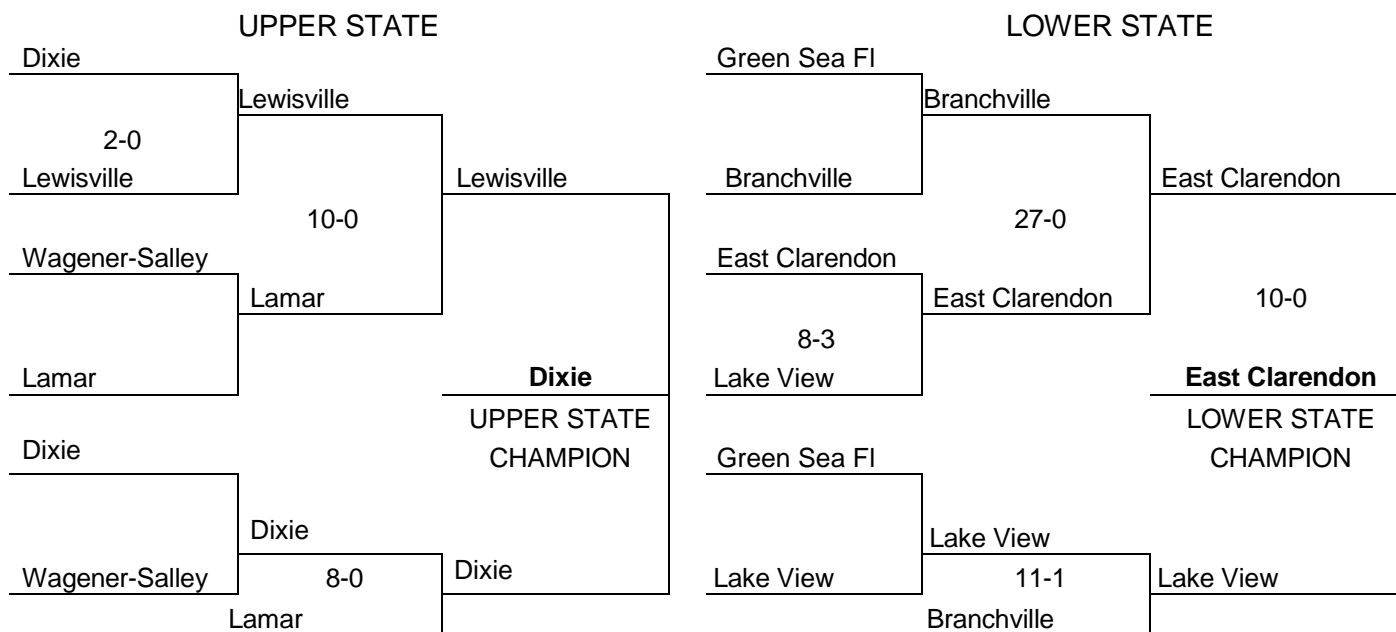 UPPER STATE
Dixie
Lewisville
2-0
Lewisville
Lewisville
10-0
Wagener-Salley
Lamar
Lamar
Dixie
UPPER STATE
CHAMPION
Dixie
Dixie
Wagener-Salley
8-0
Dixie
Lamar
LOWER STATE
Green Sea Fl
Branchville
Branchville
East Clarendon
27-0
East Clarendon
East Clarendon
10-0
8-3
Lake View
East Clarendon
LOWER STATE
CHAMPION
Green Sea Fl
Lake View
Lake View
11-1
Lake View
Branchville